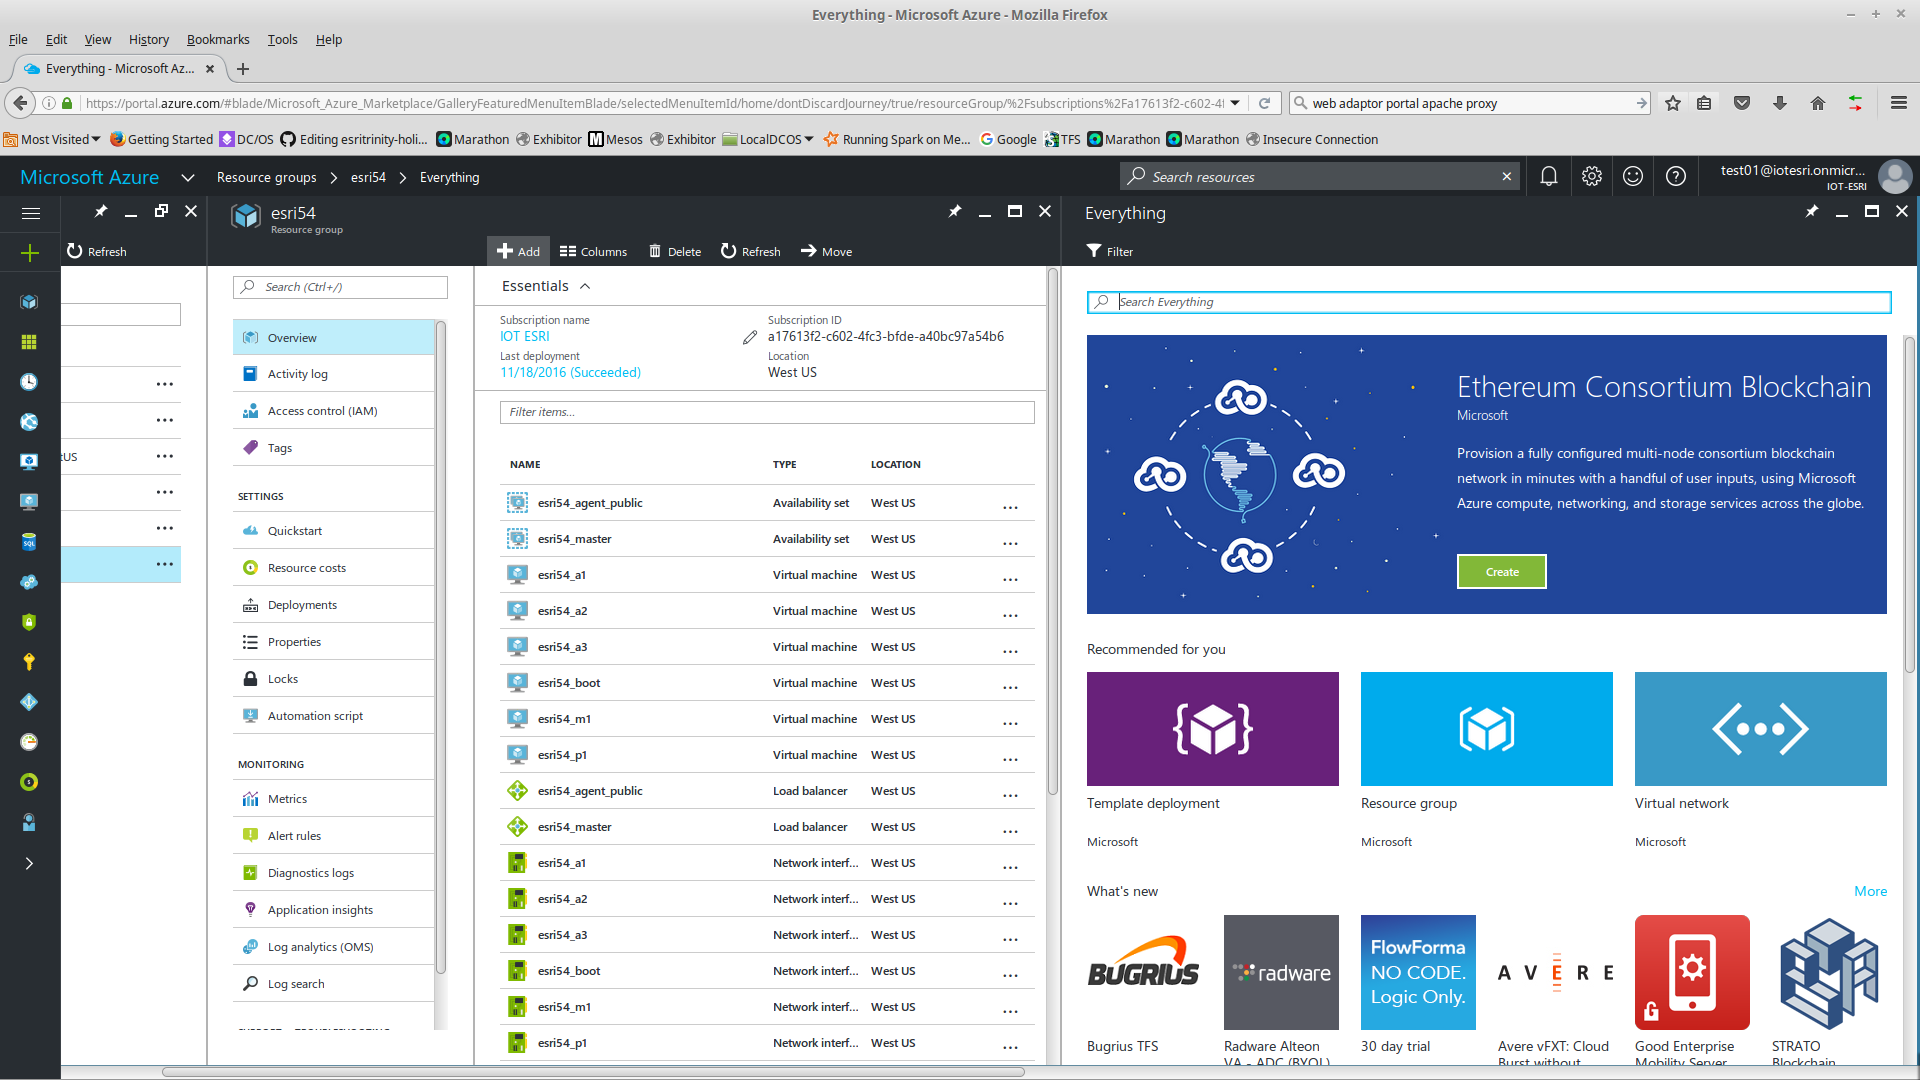 Everything - Microsoft Azure - Mozilla Firefox
File Edit View History Bookmarks Tools Help
Everything - Microsoft Az...
https://portal.azure.com/#blade/Microsoft_Azure_Marketplace/GalleryFeaturedMenuItemBlade/selectedMenuItemId/home/dontDiscardJourney/true/resourceGroup/%2Fsubscriptions%2Fa17613f2-c602-4f
web adaptor portal apache proxy
Most Visited Getting Started DC/OS Editing esritrinity-holi... Marathon Exhibitor Mesos Exhibitor LocalDCOS Running Spark on Me... Google TFS Marathon Marathon Insecure Connection
Microsoft Azure Resource groups esri54 Everything
Search resources
test01@iotesri.onmicr...
IOT-ESRI
Refresh
tUS
esri54
Resource group
Search (Ctrl+/)
Overview
Activity log
Access control (IAM)
Tags
SETTINGS
Quickstart
Resource costs
Deployments
Properties
Locks
Automation script
MONITORING
Metrics
Alert rules
Diagnostics logs
Application insights
Log analytics (OMS)
Log search
SUPPORT + TROUBLESHOOTING
Add Columns Delete Refresh Move
Essentials
Subscription name
IOT ESRI
Last deployment
11/18/2016 (Succeeded)
Subscription ID
a17613f2-c602-4fc3-bfde-a40bc97a54b6
Location
West US
Filter items...
NAME TYPE LOCATION
esri54_agent_public Availability set West US ...
esri54_master Availability set West US ...
esri54_a1 Virtual machine West US ...
esri54_a2 Virtual machine West US ...
esri54_a3 Virtual machine West US ...
esri54_boot Virtual machine West US ...
esri54_m1 Virtual machine West US ...
esri54_p1 Virtual machine West US ...
esri54_agent_public Load balancer West US ...
esri54_master Load balancer West US ...
esri54_a1 Network interf... West US ...
esri54_a2 Network interf... West US ...
esri54_a3 Network interf... West US ...
esri54_boot Network interf... West US ...
esri54_m1 Network interf... West US ...
esri54_p1 Network interf... West US ...
Everything
Filter
Search Everything
Ethereum Consortium Blockchain
Microsoft
Provision a fully configured multi-node consortium blockchain
network in minutes with a handful of user inputs, using Microsoft
Azure compute, networking, and storage services across the globe.
Create
Recommended for you
Template deployment
Microsoft
Resource group
Microsoft
Virtual network
Microsoft
What's new More
BUGRIUS
Bugrius TFS
radware
Radware Alteon
VA - ADC (BYOL)
FlowForma
NO CODE.
Logic Only.
30 day trial
AVERE
Avere vFXT: Cloud
Burst without
Good Enterprise
Mobility Server
STRATO
Blockchain